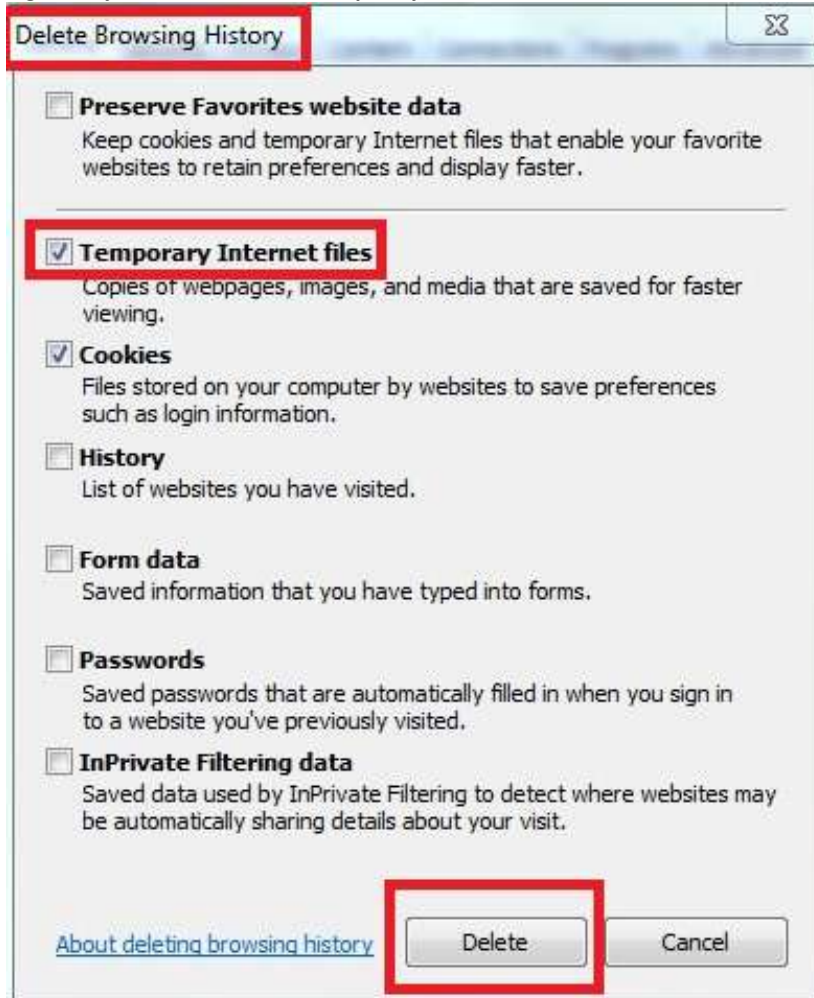 Delete Browsing History
Preserve Favorites website data
Keep cookies and temporary Internet files that enable your favorite
websites to retain preferences and display faster.
Temporary Internet files
Copies of webpages, images, and media that are saved for faster
viewing.
Cookies
Files stored on your computer by websites to save preferences
such as login information.
History
List of websites you have visited.
Form data
Saved information that you have typed into forms.
Passwords
Saved passwords that are automatically filled in when you sign in
to a website you've previously visited.
InPrivate Filtering data
Saved data used by InPrivate Filtering to detect where websites may
be automatically sharing details about your visit.
About deleting browsing history Delete Cancel